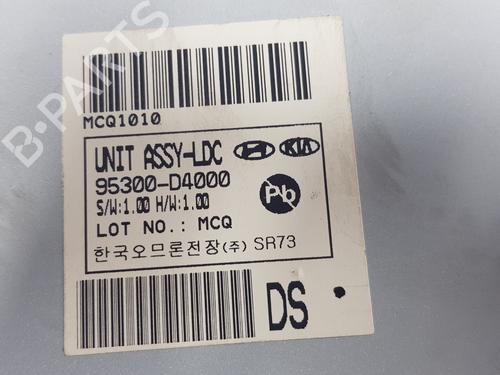 B-PARTS
MCQ1010
UNIT ASSY-LDC KIA
95300-D4000
S/W:1.00 H/W:1.00 Pb
LOT NO.: MCQ
한국오므론전장(주) SR73
DS